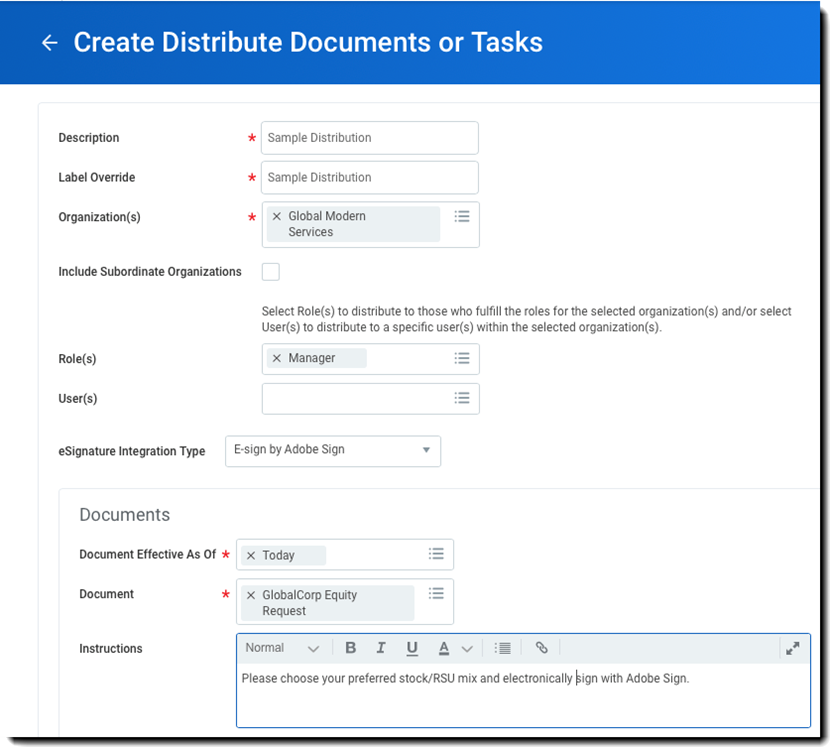 Create Distribute Documents or Tasks
Description * Sample Distribution
Label Override * Sample Distribution
Organization(s) * × Global Modern
Services
Include Subordinate Organizations
Select Role(s) to distribute to those who fulfill the roles for the selected organization(s) and/or select
User(s) to distribute to a specific user(s) within the selected organization(s).
Role(s) × Manager
User(s)
eSignature Integration Type E-sign by Adobe Sign
Documents
Document Effective As Of * × Today
Document * × GlobalCorp Equity
Request
Instructions Normal B I U A
Please choose your preferred stock/RSU mix and electronically sign with Adobe Sign.